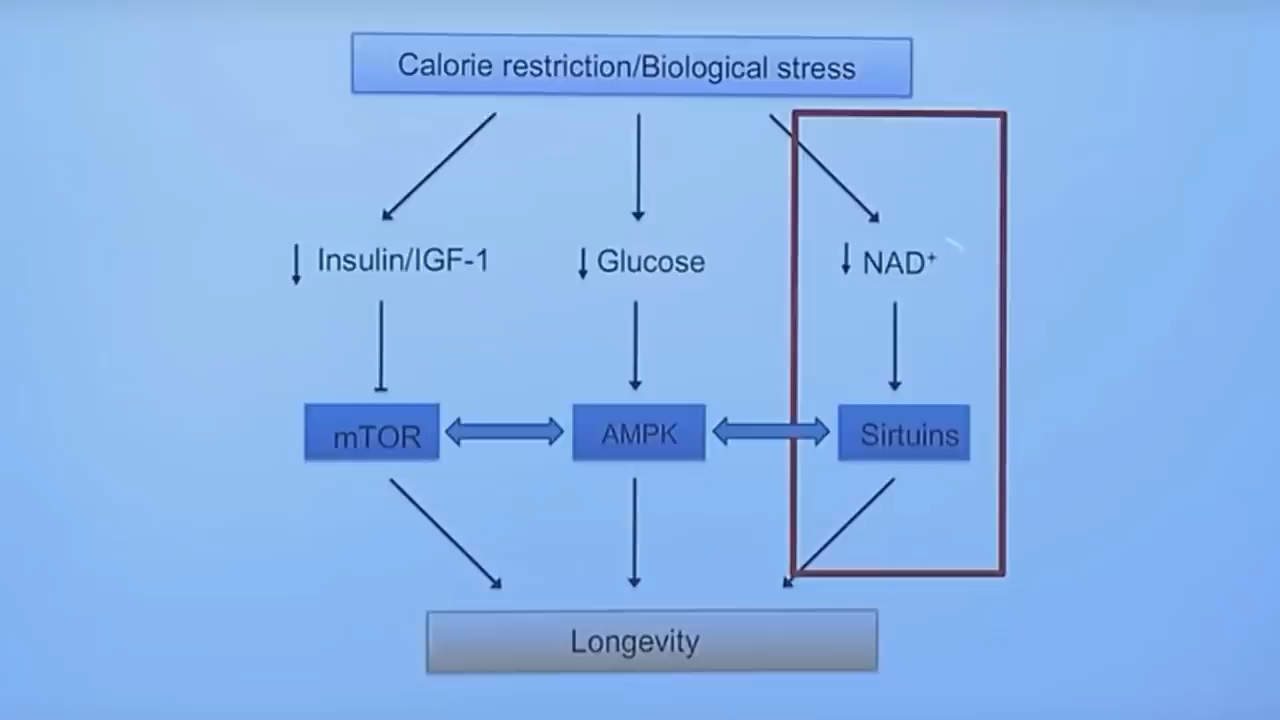 Calorie restriction/Biological stress
↓ Insulin/IGF-1
↓ Glucose
↓ NAD⁺
mTOR
AMPK
Sirtuins
Longevity